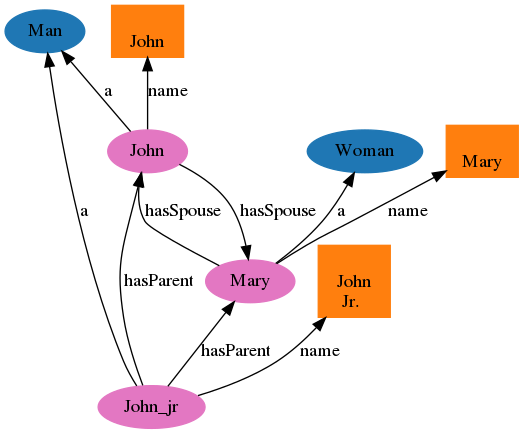 Man
John
a
name
John
Woman
Mary
a
hasSpouse
hasSpouse
a
name
hasParent
Mary
John
Jr.
hasParent
name
John_jr